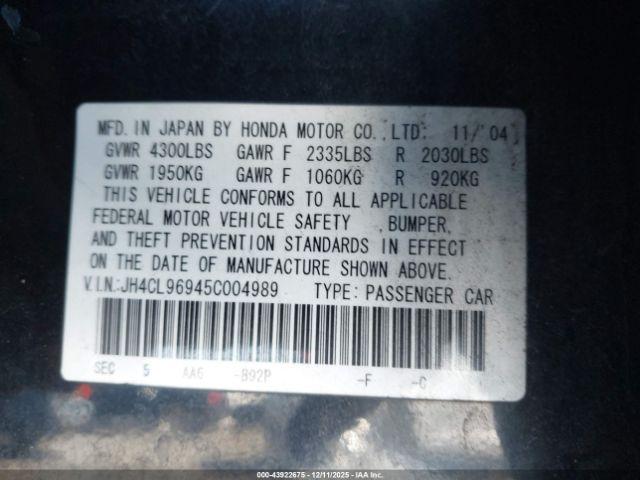 MFD. IN JAPAN BY HONDA MOTOR CO., LTD. 11/'04
GVWR 4300LBS GAWR F 2335LBS R 2030LBS
GVWR 1950KG GAWR F 1060KG R 920KG
THIS VEHICLE CONFORMS TO ALL APPLICABLE
FEDERAL MOTOR VEHICLE SAFETY , BUMPER,
AND THEFT PREVENTION STANDARDS IN EFFECT
ON THE DATE OF MANUFACTURE SHOWN ABOVE.
V.I.N.:JH4CL96945C004989 TYPE: PASSENGER CAR
SEC 5 AA6 -B92P -F -C
000-43922675 - 12/11/2025 - IAA Inc.